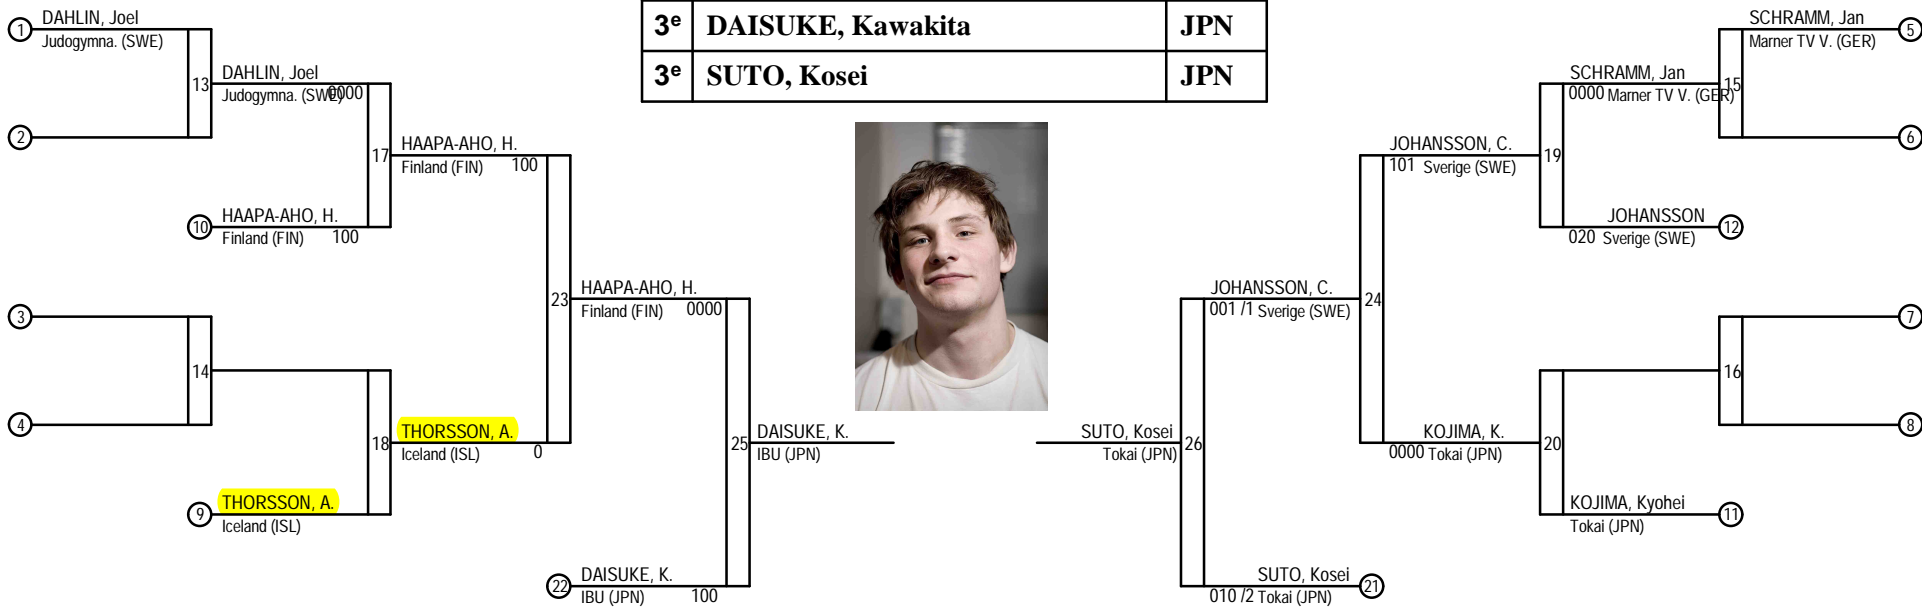 3e DAISUKE, Kawakita JPN
3e SUTO, Kosei JPN
1 DAHLIN, Joel
Judogymna. (SWE)
13 DAHLIN, Joel
Judogymna. (SWE) 0000
2
17 HAAPA-AHO, H.
Finland (FIN) 100
10 HAAPA-AHO, H.
Finland (FIN) 100
23 HAAPA-AHO, H.
Finland (FIN) 0000
3
14
4
18 THORSSON, A.
Iceland (ISL) 0
9 THORSSON, A.
Iceland (ISL)
25 DAISUKE, K.
IBU (JPN)
22 DAISUKE, K.
IBU (JPN) 100
SCHRAMM, Jan 5
Marner TV V. (GER)
SCHRAMM, Jan 15
0000 Marner TV V. (GER)
6
JOHANSSON, C. 19
101 Sverige (SWE)
JOHANSSON 12
020 Sverige (SWE)
JOHANSSON, C. 24
001 /1 Sverige (SWE)
7
16
8
KOJIMA, K. 20
0000 Tokai (JPN)
KOJIMA, Kyohei 11
Tokai (JPN)
SUTO, Kosei 26
Tokai (JPN)
SUTO, Kosei 21
010 /2 Tokai (JPN)